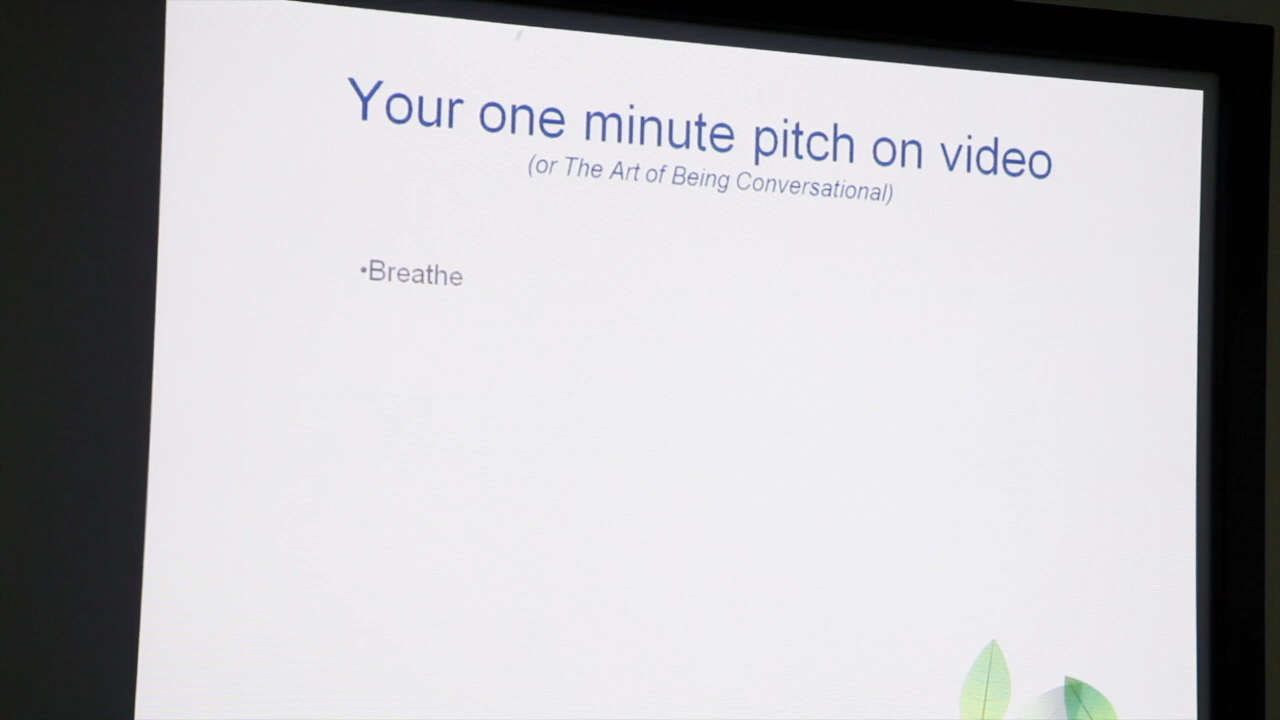 Your one minute pitch on video
(or The Art of Being Conversational)
•Breathe